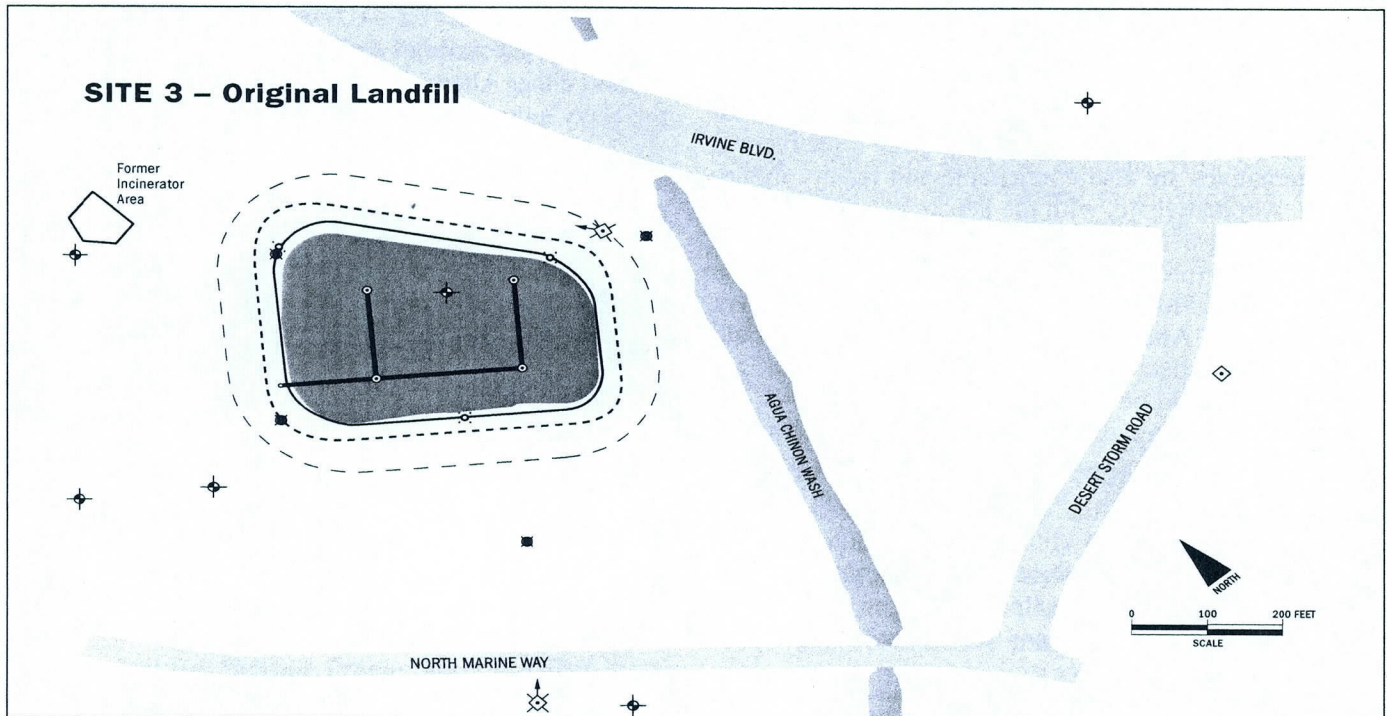 SITE 3 – Original Landfill
IRVINE BLVD.
Former
Incinerator
Area
AGUA CHINON WASH
DESERT STORM ROAD
NORTH
0 100 200 FEET
SCALE
NORTH MARINE WAY